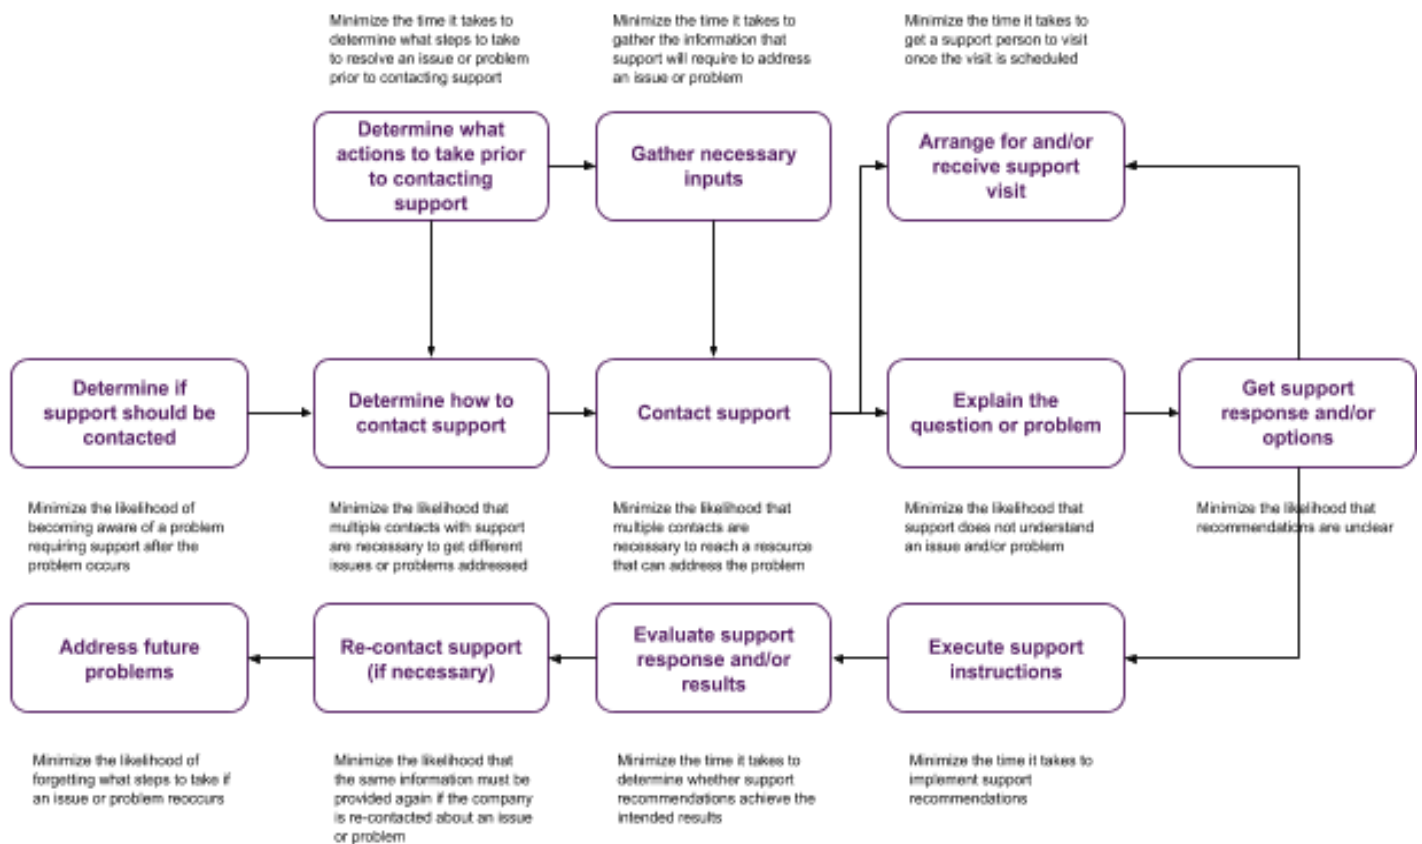 Minimize the time it takes to
determine what steps to take
to resolve an issue or problem
prior to contacting support
Minimize the time it takes to
gather the information that
support will require to address
an issue or problem
Minimize the time it takes to
get a support person to visit
once the visit is scheduled
Determine what
actions to take prior
to contacting
support
Gather necessary
inputs
Arrange for and/or
receive support
visit
Determine if
support should be
contacted
Determine how to
contact support
Contact support
Explain the
question or problem
Get support
response and/or
options
Minimize the likelihood of
becoming aware of a problem
requiring support after the
problem occurs
Minimize the likelihood that
multiple contacts with support
are necessary to get different
issues or problems addressed
Minimize the likelihood that
multiple contacts are
necessary to reach a resource
that can address the problem
Minimize the likelihood that
support does not understand
an issue and/or problem
Minimize the likelihood that
recommendations are unclear
Address future
problems
Re-contact support
(if necessary)
Evaluate support
response and/or
results
Execute support
instructions
Minimize the likelihood of
forgetting what steps to take if
an issue or problem reoccurs
Minimize the likelihood that
the same information must be
provided again if the company
is re-contacted about an issue
or problem
Minimize the time it takes to
determine whether support
recommendations achieve the
intended results
Minimize the time it takes to
implement support
recommendations